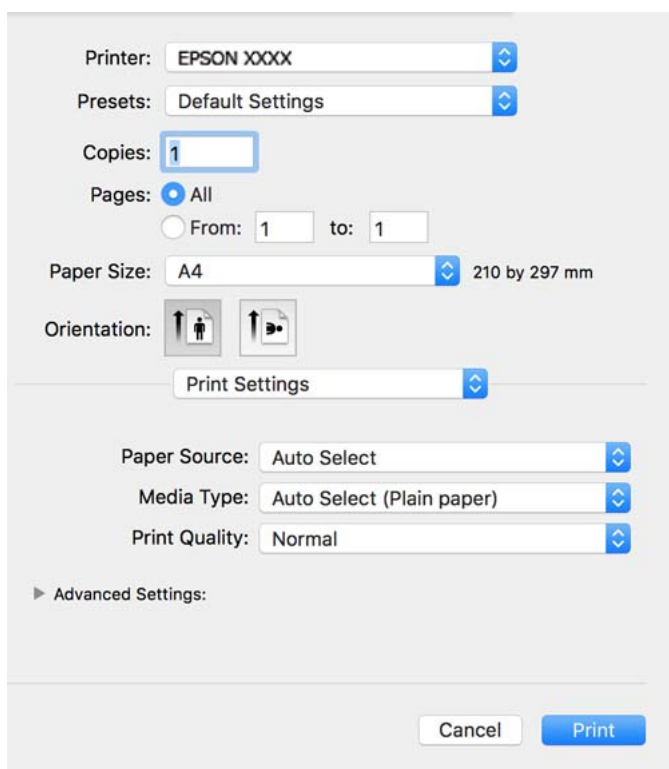 Printer: EPSON XXXX
Presets: Default Settings
Copies: 1
Pages: All
From: 1 to: 1
Paper Size: A4 210 by 297 mm
Orientation:
Print Settings
Paper Source: Auto Select
Media Type: Auto Select (Plain paper)
Print Quality: Normal
Advanced Settings:
Cancel Print